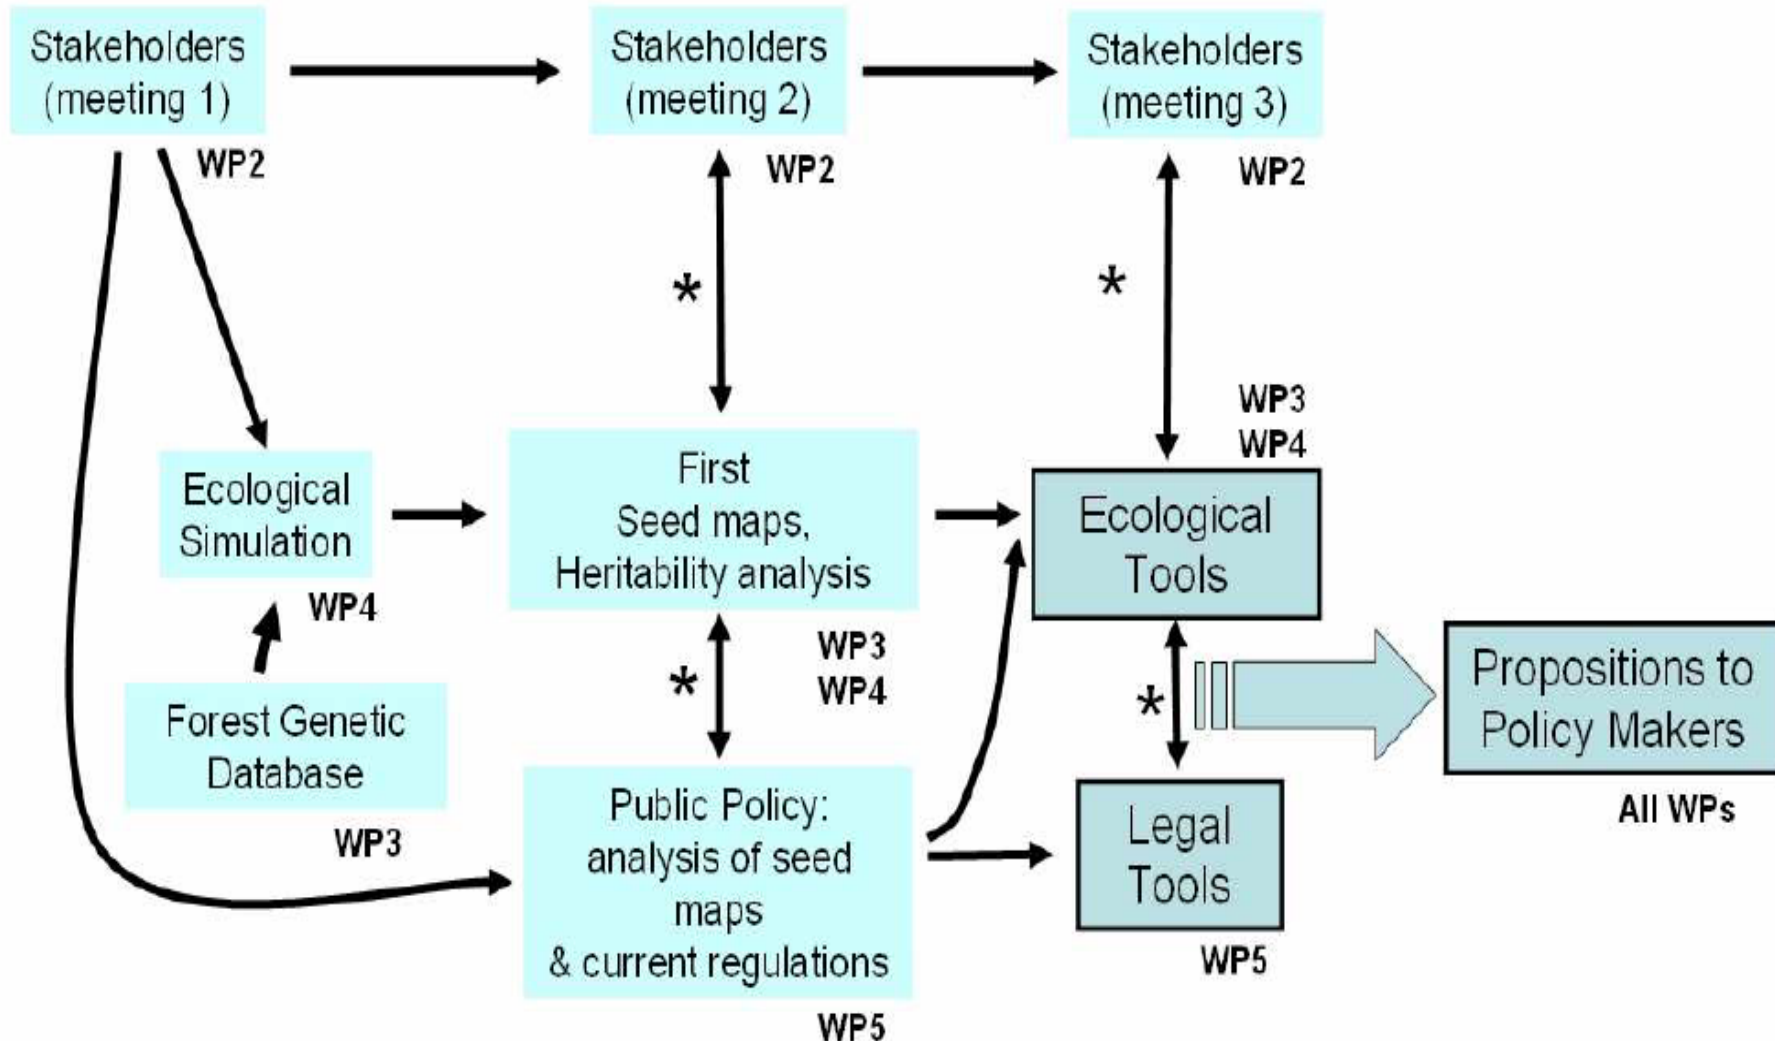 Stakeholders
(meeting 1)
WP2
Stakeholders
(meeting 2)
WP2
Stakeholders
(meeting 3)
WP2
*
*
Ecological
Simulation
WP4
First
Seed maps,
Heritability analysis
WP3
WP4
WP3
WP4
Ecological
Tools
Forest Genetic
Database
WP3
*
Public Policy:
analysis of seed
maps
& current regulations
WP5
*
Legal
Tools
WP5
Propositions to
Policy Makers
All WPs